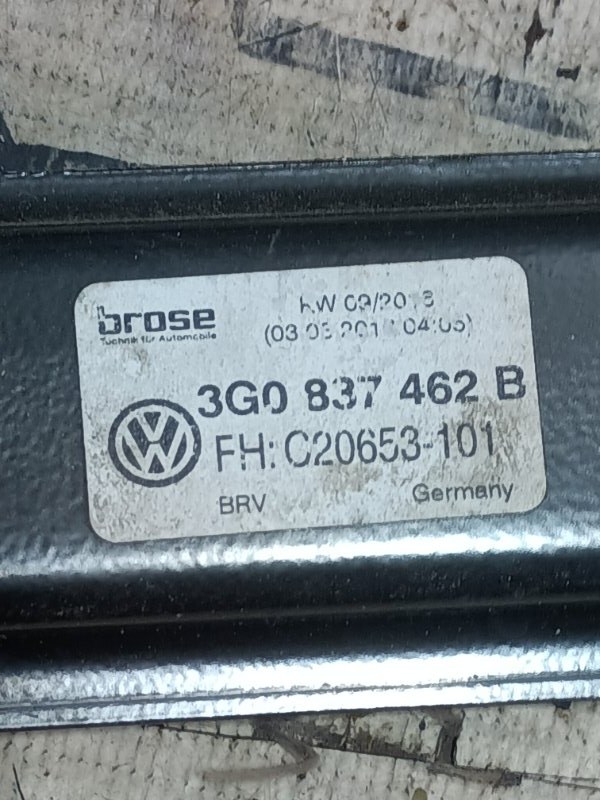 brose
Technik für Automobile
3G0 837 462 B
FH: C20653-101
BRV
Germany